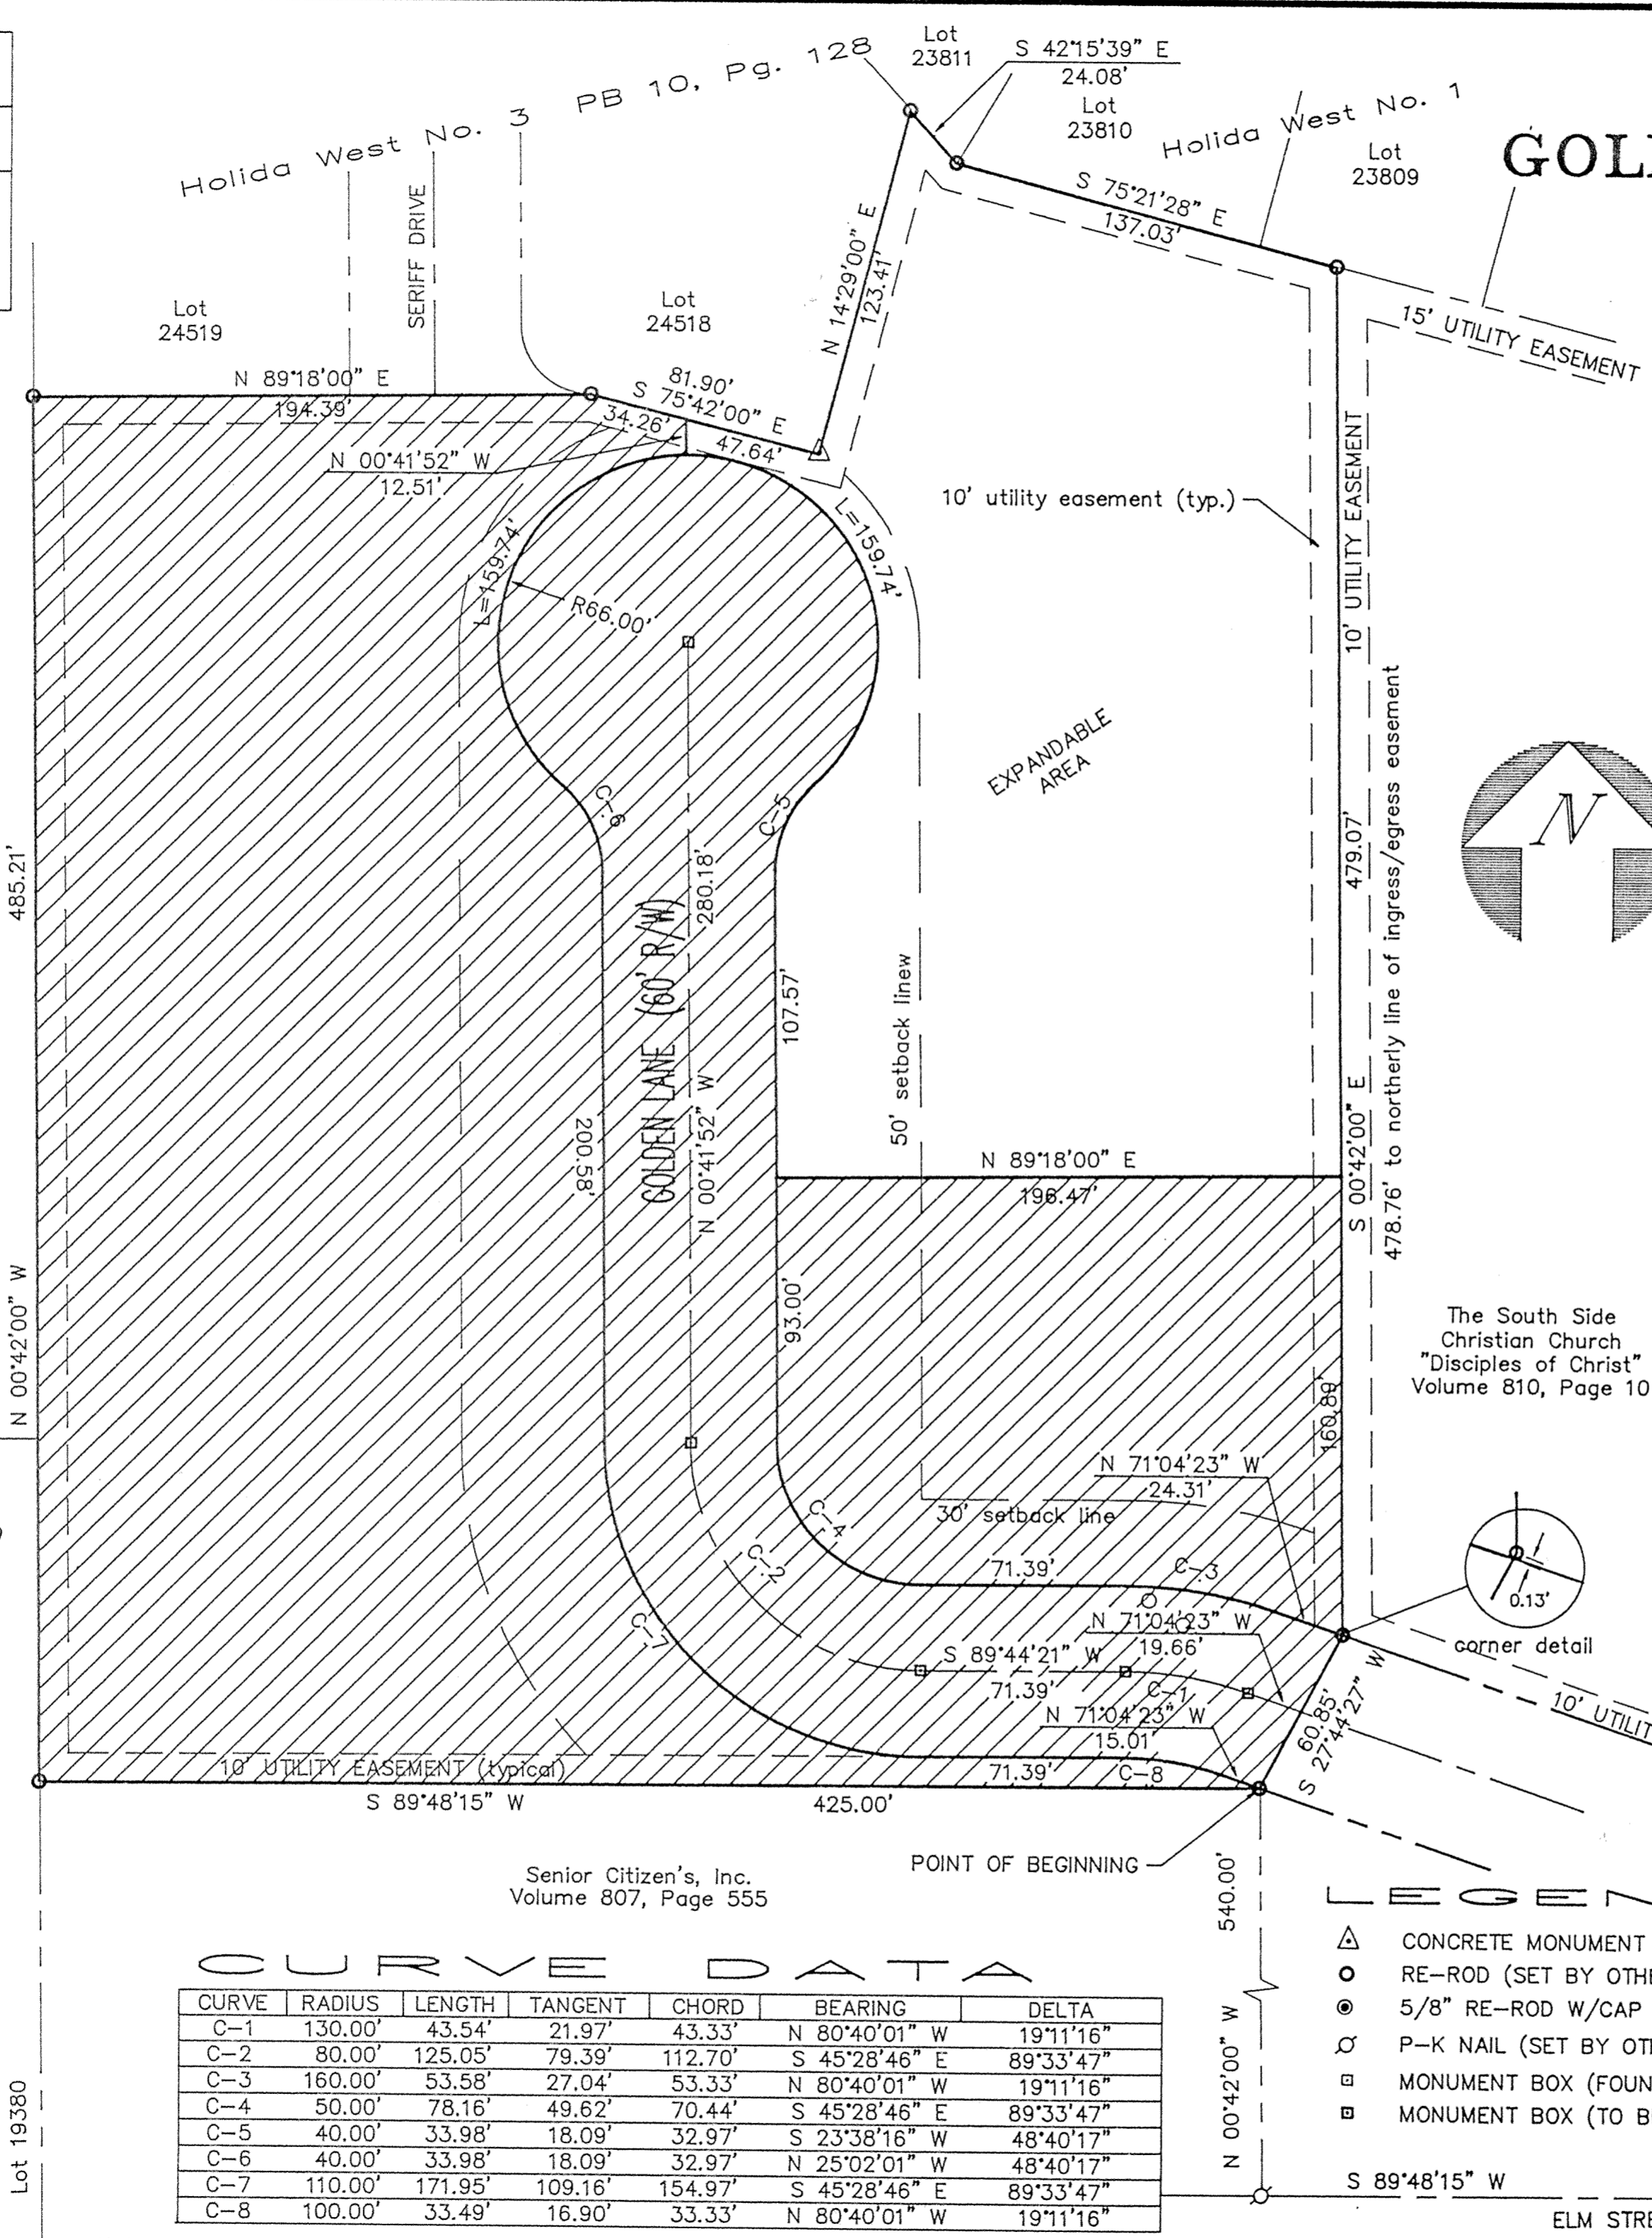 Lot
23811
S 42°15'39" E
24.08'
Lot
23810
Holida West No. 3 PB 10, Pg. 128
Holida West No. 1
Lot
23809
GOL
S 75°21'28" E
137.03'
N 14°29'00" E
123.41'
SERIFF DRIVE
Lot
24519
Lot
24518
15' UTILITY EASEMENT
N 89°18'00" E
194.39'
81.90'
S 75°42'00" E
34.26'
47.64'
N 00°41'52" W
12.51'
L=159.74'
L=159.74'
R66.00'
10' utility easement (typ.)
10' UTILITY EASEMENT
EXPANDABLE
AREA
N
C-6
C-5
485.21'
280.18'
479.07'
478.76' to northerly line of ingress/egress easement
GOLDEN LANE (60' R/W)
107.57'
50' setback linew
200.58'
N 00°41'52" W
N 89°18'00" E
196.47'
S 00°42'00" E
N 00°42'00" W
93.00'
The South Side
Christian Church
"Disciples of Christ"
Volume 810, Page 10
160.89'
N 71°04'23" W
24.31'
30' setback line
C-4
C-2
C-7
71.39'
C-3
N 71°04'23" W
19.66'
S 89°44'21" W
71.39'
C-1
N 71°04'23" W
15.01'
0.13'
corner detail
60.85'
S 27°44'27" W
10' UTILIT
10' UTILITY EASEMENT (typical)
71.39'
C-8
S 89°48'15" W
425.00'
POINT OF BEGINNING
Senior Citizen's, Inc.
Volume 807, Page 555
540.00'
N 00°42'00" W
LEGEN
CONCRETE MONUMENT
RE-ROD (SET BY OTHE
5/8" RE-ROD W/CAP
P-K NAIL (SET BY OTH
MONUMENT BOX (FOUN
MONUMENT BOX (TO B
CURVE DATA
CURVE RADIUS LENGTH TANGENT CHORD BEARING DELTA
C-1 130.00' 43.54' 21.97' 43.33' N 80°40'01" W 19°11'16"
C-2 80.00' 125.05' 79.39' 112.70' S 45°28'46" E 89°33'47"
C-3 160.00' 53.58' 27.04' 53.33' N 80°40'01" W 19°11'16"
C-4 50.00' 78.16' 49.62' 70.44' S 45°28'46" E 89°33'47"
C-5 40.00' 33.98' 18.09' 32.97' S 23°38'16" W 48°40'17"
C-6 40.00' 33.98' 18.09' 32.97' N 25°02'01" W 48°40'17"
C-7 110.00' 171.95' 109.16' 154.97' S 45°28'46" E 89°33'47"
C-8 100.00' 33.49' 16.90' 33.33' N 80°40'01" W 19°11'16"
Lot 19380
S 89°48'15" W
ELM STRE